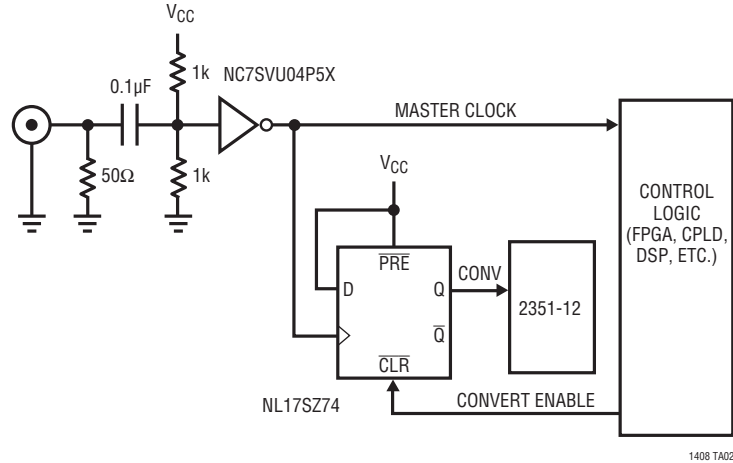 VCC
1k
NC7SVU04P5X
0.1µF
MASTER CLOCK
50Ω
1k
VCC
CONTROL
LOGIC
(FPGA, CPLD,
DSP, ETC.)
PRE
CONV
D
Q
2351-12
Q
CLR
NL17SZ74
CONVERT ENABLE
1408 TA02